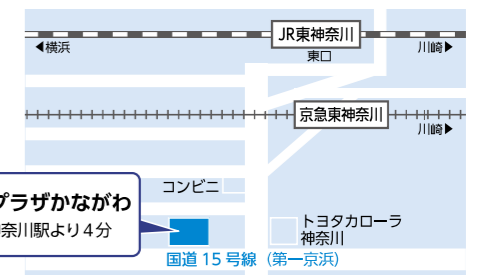 JR東神奈川
◀横浜
東口
川崎▶
京急東神奈川
川崎▶
コンビニ
プラザかながわ
奈川駅より4分
トヨタカローラ
神奈川
国道15号線（第一京浜）